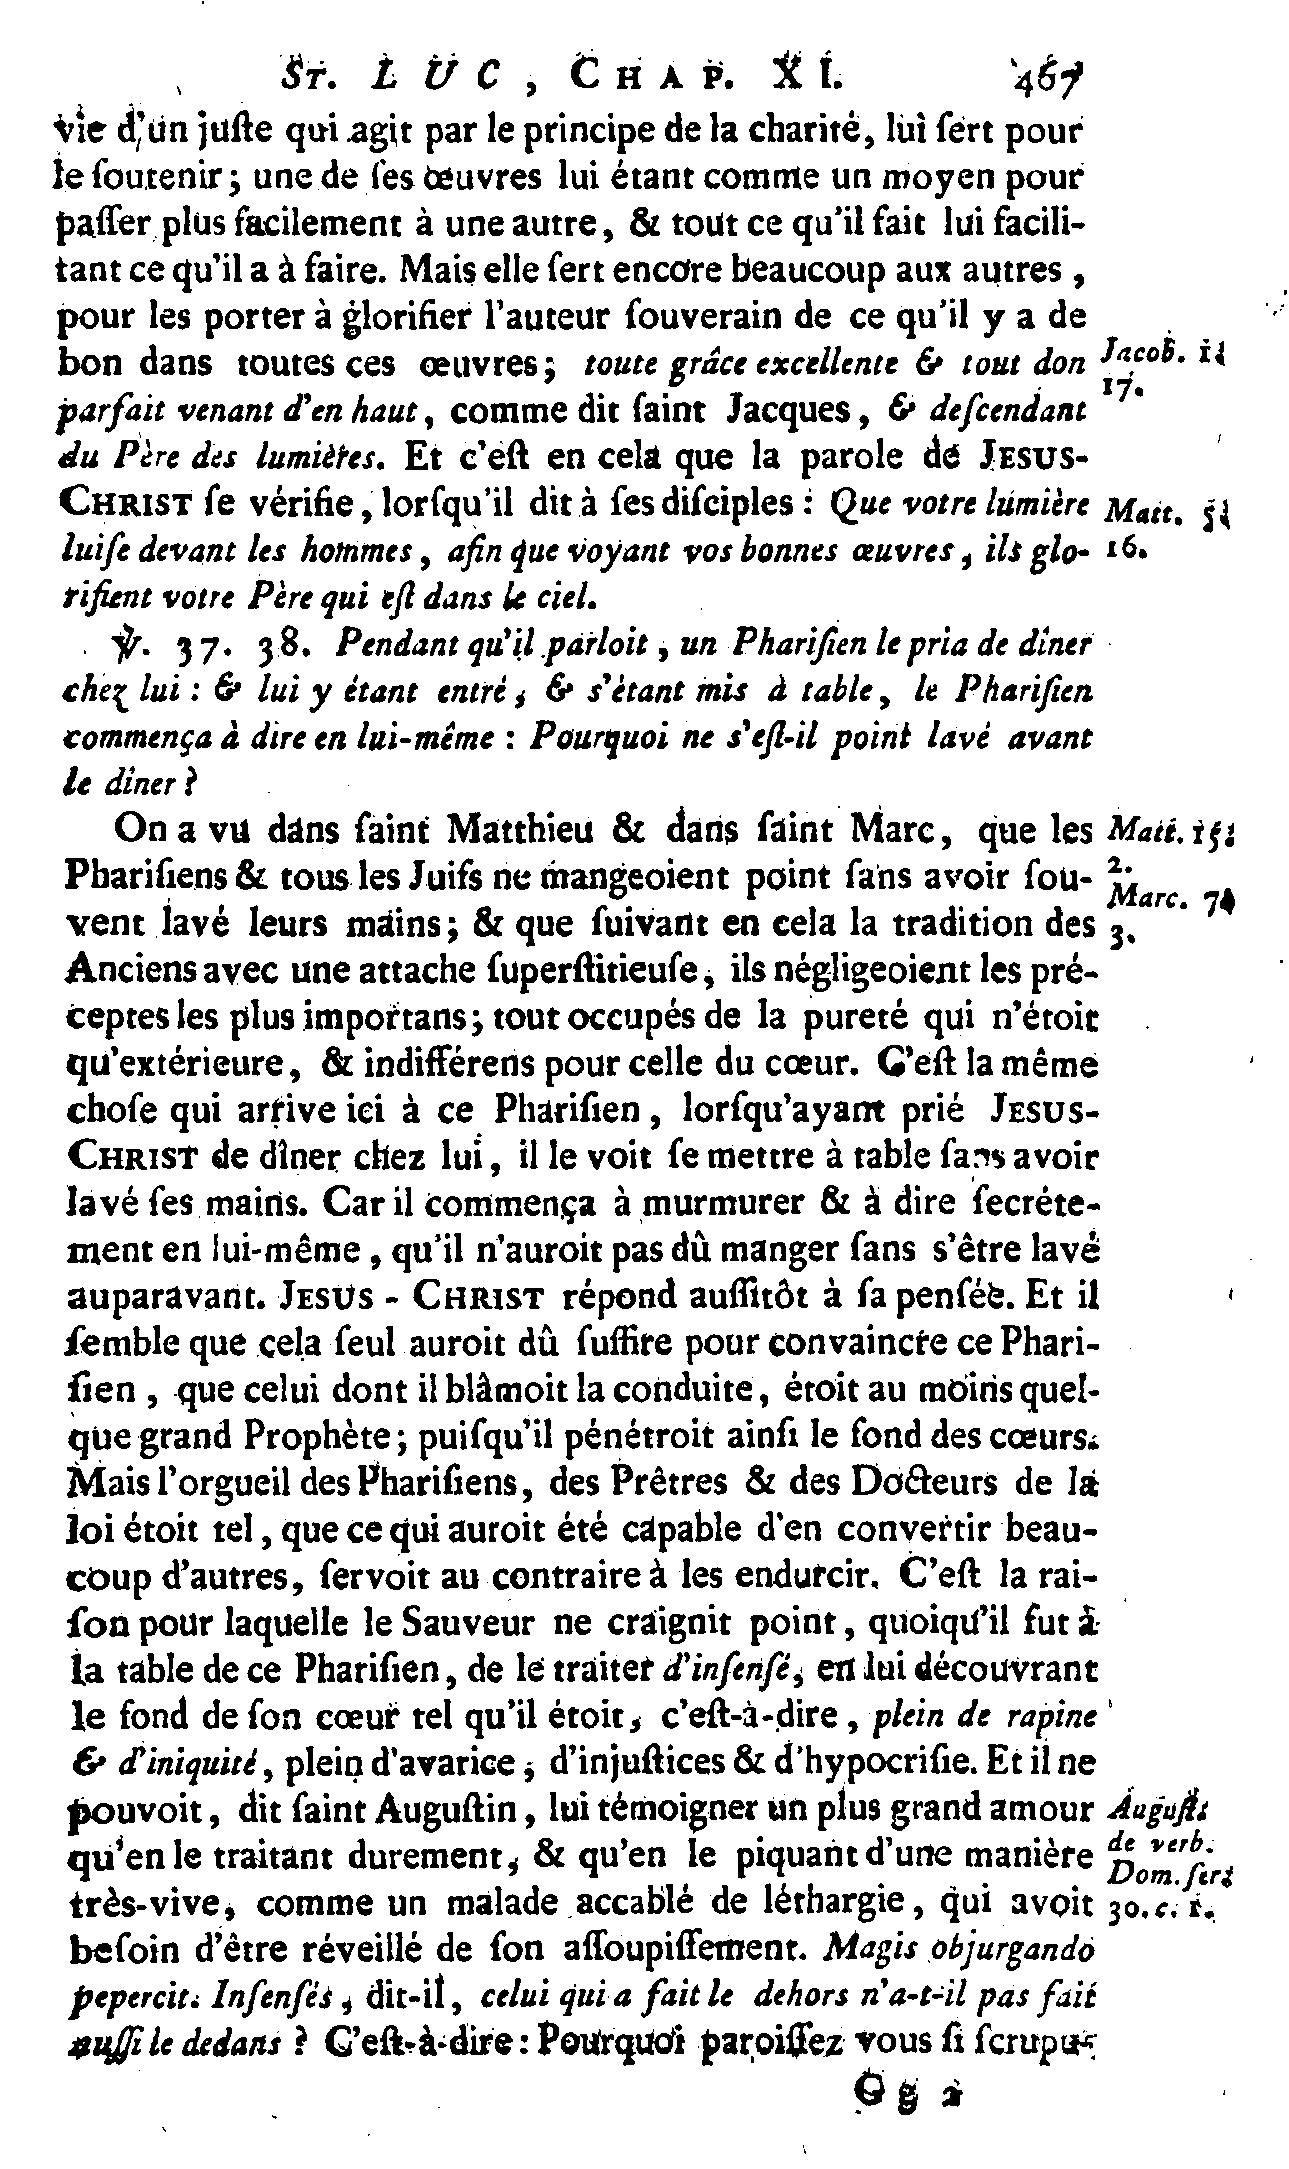 ST. LUC, CHAP. XI. 467
vie d'un juſte qui agit par le principe de la charité, lui ſert pour
le ſoutenir; une de ſes œuvres lui étant comme un moyen pour
paſſer plus facilement à une autre, & tout ce qu'il fait lui facili-
tant ce qu'il a à faire. Mais elle ſert encore beaucoup aux autres,
pour les porter à glorifier l'auteur ſouverain de ce qu'il y a de
bon dans toutes ces œuvres; toute grâce excellente & tout don
Jacob. 1.
17.
parfait venant d'en haut, comme dit ſaint Jacques, & deſcendant
du Père des lumières. Et c'eſt en cela que la parole de JESUS-
CHRIST ſe vérifie, lorſqu'il dit à ſes diſciples : Que votre lumière
Matt. 5.
16.
luiſe devant les hommes, afin que voyant vos bonnes œuvres, ils glo-
rifient votre Père qui eſt dans le ciel.
℣. 37. 38. Pendant qu'il parloit, un Phariſien le pria de dîner
chez lui : & lui y étant entré, & s'étant mis à table, le Phariſien
commença à dire en lui-même : Pourquoi ne s'eſt-il point lavé avant
le dîner ?
On a vu dans ſaint Matthieu & dans ſaint Marc, que les
Matt. 15.
2.
Marc. 7.
3.
Phariſiens & tous les Juifs ne mangeoient point ſans avoir ſou-
vent lavé leurs mains; & que ſuivant en cela la tradition des
Anciens avec une attache ſuperſtitieuſe, ils négligeoient les pré-
ceptes les plus importans; tout occupés de la pureté qui n'étoit
qu'extérieure, & indifférens pour celle du cœur. C'eſt la même
choſe qui arrive ici à ce Phariſien, lorſqu'ayant prié JESUS-
CHRIST de dîner chez lui, il le voit ſe mettre à table ſans avoir
lavé ſes mains. Car il commença à murmurer & à dire ſecréte-
ment en lui-même, qu'il n'auroit pas dû manger ſans s'être lavé
auparavant. JESUS - CHRIST répond auſſitôt à ſa penſée. Et il
ſemble que cela ſeul auroit dû ſuffire pour convaincre ce Phari-
ſien, que celui dont il blâmoit la conduite, étoit au moins quel-
que grand Prophète; puiſqu'il pénétroit ainſi le fond des cœurs.
Mais l'orgueil des Phariſiens, des Prêtres & des Docteurs de la
loi étoit tel, que ce qui auroit été capable d'en convertir beau-
coup d'autres, ſervoit au contraire à les endurcir. C'eſt la rai-
ſon pour laquelle le Sauveur ne craignit point, quoiqu'il fut à
la table de ce Phariſien, de le traiter d'inſenſé, en lui découvrant
le fond de ſon cœur tel qu'il étoit, c'eſt-à-dire, plein de rapine
& d'iniquité, plein d'avarice, d'injuſtices & d'hypocriſie. Et il ne
pouvoit, dit ſaint Auguſtin, lui témoigner un plus grand amour
Auguſt.
de verb.
Dom. ſer.
30. c. 1.
qu'en le traitant durement, & qu'en le piquant d'une manière
très-vive, comme un malade accablé de léthargie, qui avoit
beſoin d'être réveillé de ſon aſſoupiſſement. Magis objurgando
pepercit. Inſenſés, dit-il, celui qui a fait le dehors n'a-t-il pas fait
auſſi le dedans ? C'eſt-à-dire : Pourquoi paroiſſez vous ſi ſcrupu-
G g 2